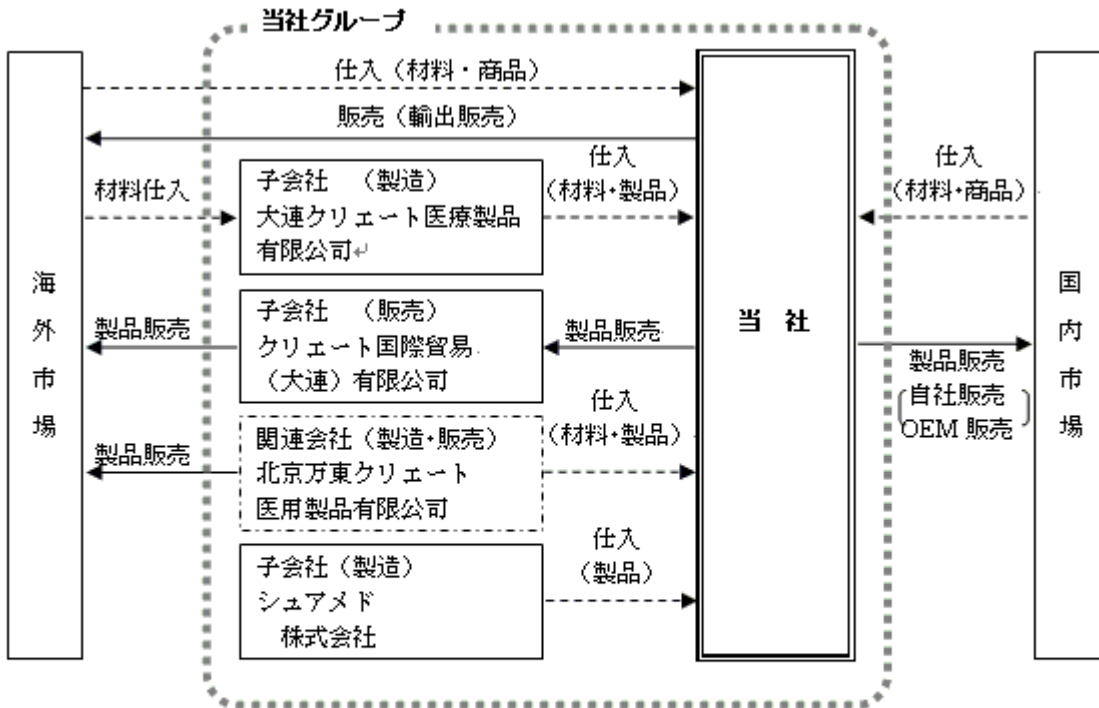 当社グループ
仕入（材料・商品）
販売（輸出販売）
材料仕入
子会社　（製造）
大連クリエート医療製品
有限公司↵
仕入
（材料・製品）
仕入
（材料・商品）
海外市場
製品販売
子会社　（販売）
クリエート国際貿易
（大連）有限公司
製品販売
当　社
国内市場
製品販売
自社販売
OEM 販売
仕入
（材料・製品）
製品販売
関連会社（製造・販売）
北京万東クリエート
医用製品有限公司
仕入
（製品）
子会社（製造）
シュアメド
株式会社